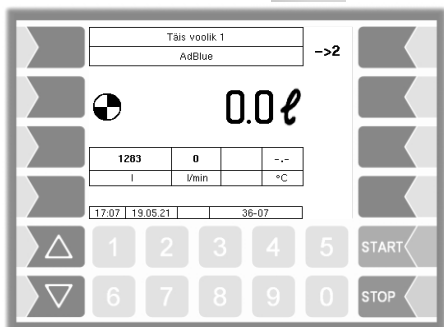 Täis voolik 1
AdBlue
->2
0.0 ℓ
1283 0 -.-
l l/min °C
17:07 19.05.21 36-07
1 2 3 4 5 START
6 7 8 9 0 STOP